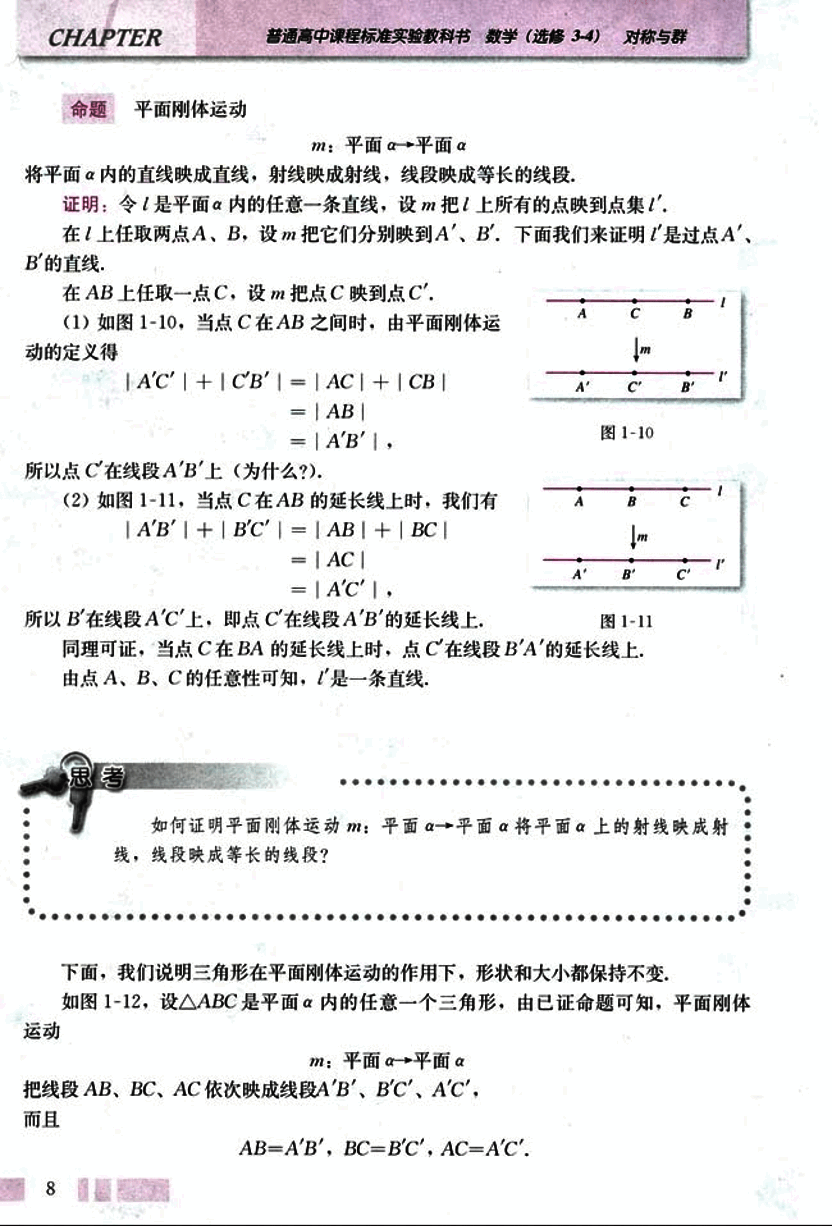 CHAPTER 普通高中课程标准实验教科书 数学（选修 3-4） 对称与群
命题 平面刚体运动
m：平面 α→平面 α
将平面 α 内的直线映成直线，射线映成射线，线段映成等长的线段.
证明：令 l 是平面 α 内的任意一条直线，设 m 把 l 上所有的点映到点集 l′.
在 l 上任取两点 A、B，设 m 把它们分别映到 A′、B′. 下面我们来证明 l′是过点 A′、
B′的直线.
在 AB 上任取一点 C，设 m 把点 C 映到点 C′.
(1) 如图 1-10，当点 C 在 AB 之间时，由平面刚体运
动的定义得
| A′C′ | + | C′B′ | = | AC | + | CB |
= | AB |
= | A′B′ |，
所以点 C′在线段 A′B′上（为什么?）.
A C B l
m
A′ C′ B′ l′
图 1-10
(2) 如图 1-11，当点 C 在 AB 的延长线上时，我们有
| A′B′ | + | B′C′ | = | AB | + | BC |
= | AC |
= | A′C′ |，
所以 B′在线段 A′C′上，即点 C′在线段 A′B′的延长线上.
A B C l
m
A′ B′ C′ l′
图 1-11
同理可证，当点 C 在 BA 的延长线上时，点 C′在线段 B′A′的延长线上.
由点 A、B、C 的任意性可知，l′是一条直线.
思考
如何证明平面刚体运动 m：平面 α→平面 α 将平面 α 上的射线映成射
线，线段映成等长的线段?
下面，我们说明三角形在平面刚体运动的作用下，形状和大小都保持不变.
如图 1-12，设△ABC 是平面 α 内的任意一个三角形，由已证命题可知，平面刚体
运动
m：平面 α→平面 α
把线段 AB、BC、AC 依次映成线段A′B′、B′C′、A′C′，
而且
AB=A′B′，BC=B′C′，AC=A′C′.
8